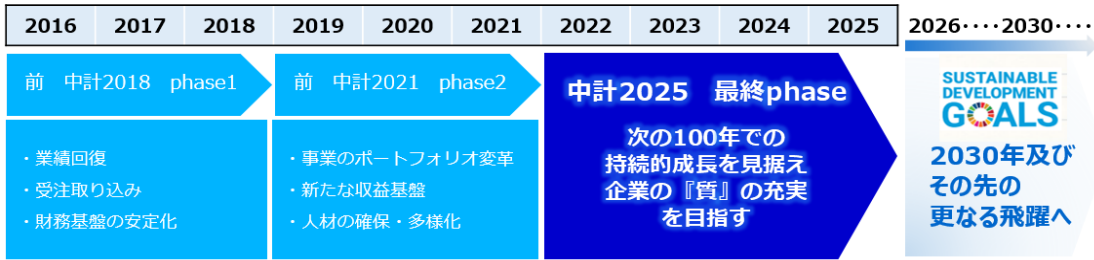 2016 2017 2018 2019 2020 2021 2022 2023 2024 2025 2026････2030････
前　中計2018　phase1
・業績回復
・受注取り込み
・財務基盤の安定化
前　中計2021　phase2
・事業のポートフォリオ変革
・新たな収益基盤
・人材の確保・多様化
中計2025　最終phase
次の100年での
持続的成長を見据え
企業の『質』の充実
を目指す
SUSTAINABLE
DEVELOPMENT
GOALS
2030年及び
その先の
更なる飛躍へ